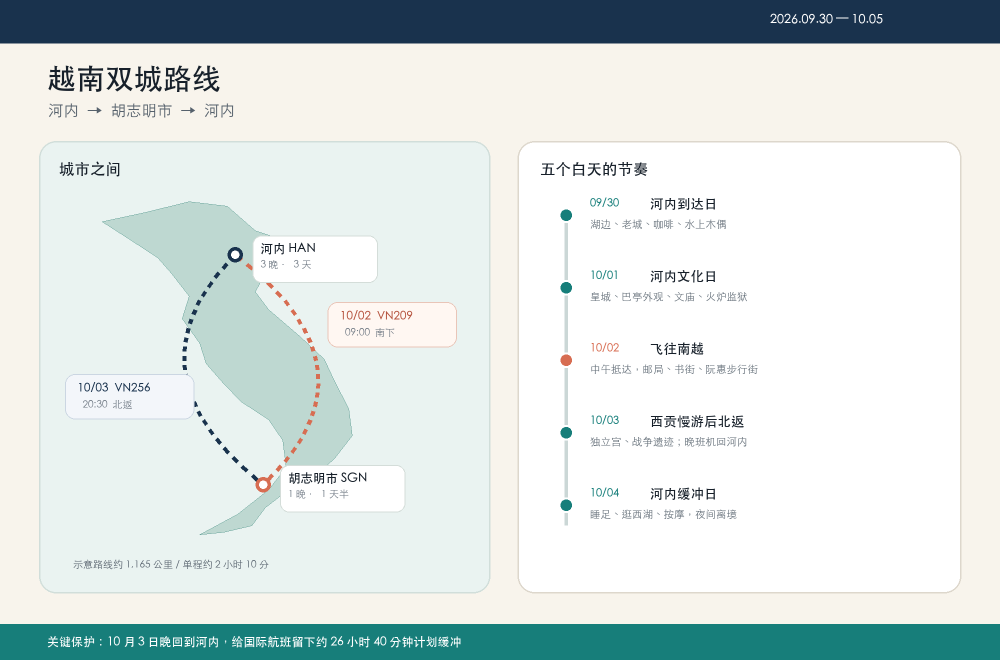 2026.09.30 — 10.05
越南双城路线
河内 → 胡志明市 → 河内
城市之间
河内 HAN
3 晚 · 3 天
10/02 VN209
09:00 南下
10/03 VN256
20:30 北返
胡志明市 SGN
1 晚 · 1 天半
示意路线约 1,165 公里 / 单程约 2 小时 10 分
五个白天的节奏
09/30 河内到达日
湖边、老城、咖啡、水上木偶
10/01 河内文化日
皇城、巴亭外观、文庙、火炉监狱
10/02 飞往南越
中午抵达，邮局、书街、阮惠步行街
10/03 西贡慢游后北返
独立宫、战争遗迹；晚班机回河内
10/04 河内缓冲日
睡足、逛西湖、按摩，夜间离境
关键保护：10 月 3 日晚回到河内，给国际航班留下约 26 小时 40 分钟计划缓冲